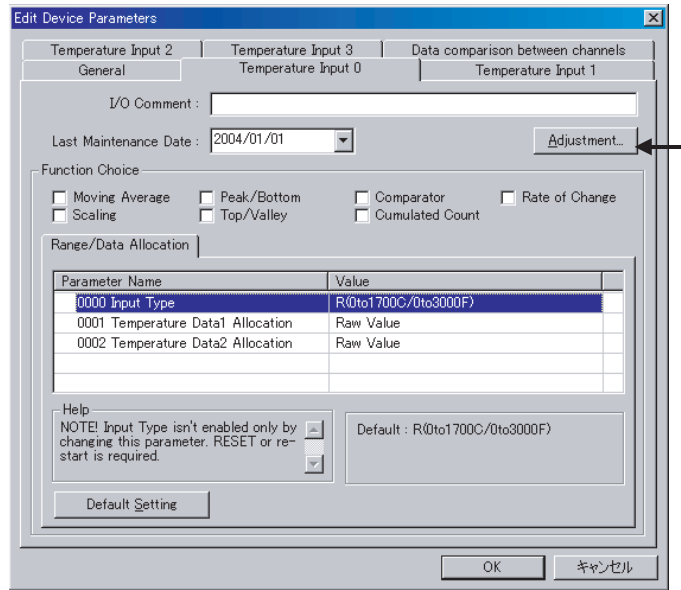 Edit Device Parameters
Temperature Input 2
Temperature Input 3
Data comparison between channels
General
Temperature Input 0
Temperature Input 1
I/O Comment :
Last Maintenance Date : 2004/01/01
Adjustment...
Function Choice
Moving Average
Peak/Bottom
Comparator
Rate of Change
Scaling
Top/Valley
Cumulated Count
Range/Data Allocation
Parameter Name Value
0000 Input Type R(0to1700C/0to3000F)
0001 Temperature Data1 Allocation Raw Value
0002 Temperature Data2 Allocation Raw Value
Help
NOTE! Input Type isn't enabled only by
changing this parameter. RESET or re-
start is required.
Default : R(0to1700C/0to3000F)
Default Setting
OK
キャンセル